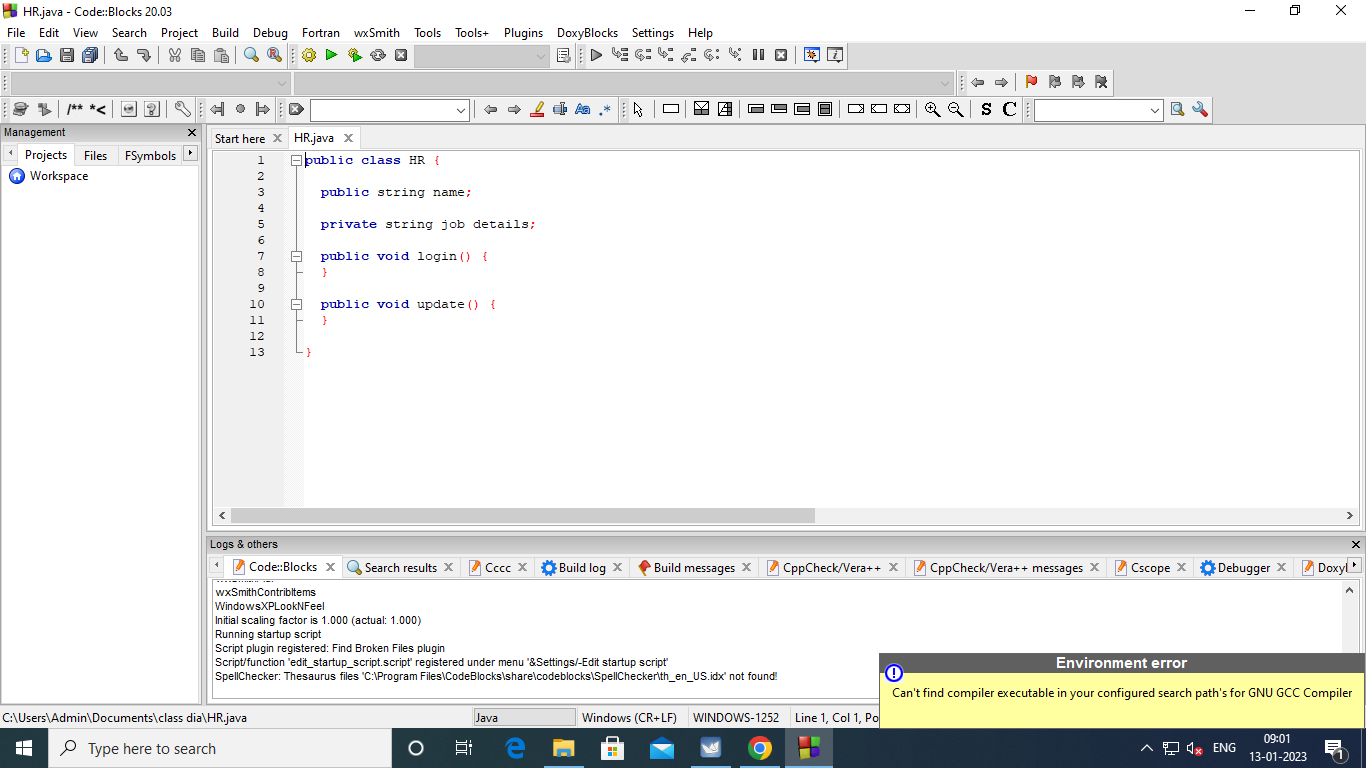 HR.java - Code::Blocks 20.03
File Edit View Search Project Build Debug Fortran wxSmith Tools Tools+ Plugins DoxyBlocks Settings Help
/** *<
Aa .*
S C
Management
Projects Files FSymbols
Workspace
Start here HR.java
1 public class HR {
2
3 public string name;
4
5 private string job details;
6
7 public void login() {
8 }
9
10 public void update() {
11 }
12
13 }
Logs & others
Code::Blocks Search results Cccc Build log Build messages CppCheck/Vera++ CppCheck/Vera++ messages Cscope Debugger Doxyl
wxSmithContribItems
WindowsXPLookNFeel
Initial scaling factor is 1.000 (actual: 1.000)
Running startup script
Script plugin registered: Find Broken Files plugin
Script/function 'edit_startup_script.script' registered under menu '&Settings/-Edit startup script'
SpellChecker: Thesaurus files 'C:\Program Files\CodeBlocks\share\codeblocks\SpellChecker\th_en_US.idx' not found!
Environment error
Can't find compiler executable in your configured search path's for GNU GCC Compiler
C:\Users\Admin\Documents\class dia\HR.java Java Windows (CR+LF) WINDOWS-1252 Line 1, Col 1, Po
Type here to search
ENG
09:01
13-01-2023
1